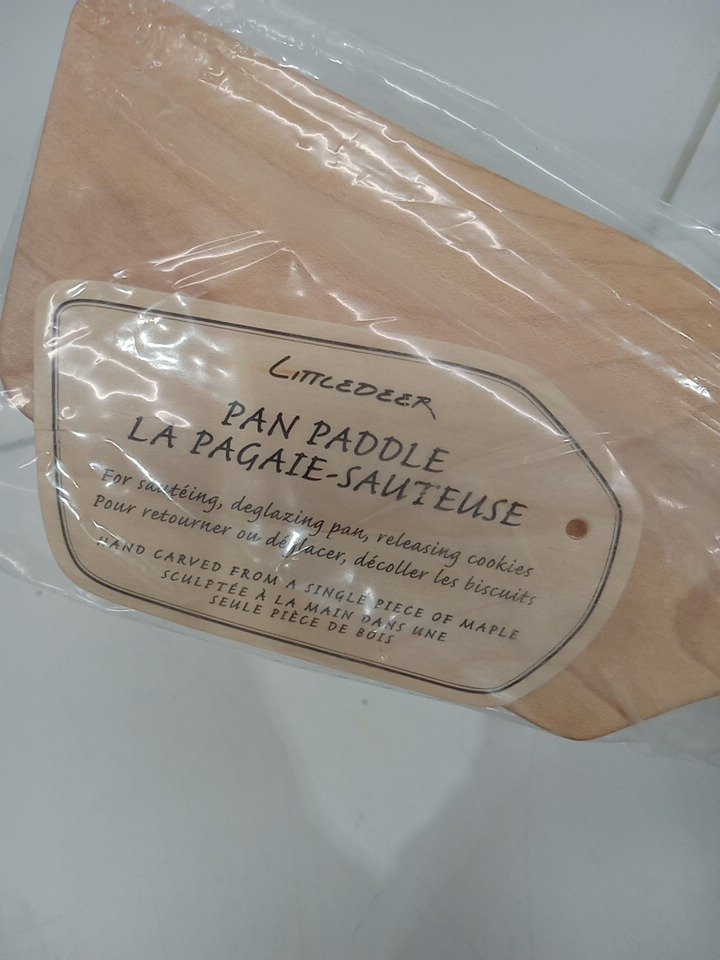 LITTLEDEER
PAN PADDLE
LA PAGAIE-SAUTEUSE
For sautéing, deglazing pan, releasing cookies
Pour retourner ou déplacer, décoller les biscuits
HAND CARVED FROM A SINGLE PIECE OF MAPLE
SCULPTÉE À LA MAIN DANS UNE
SEULE PIÈCE DE BOIS